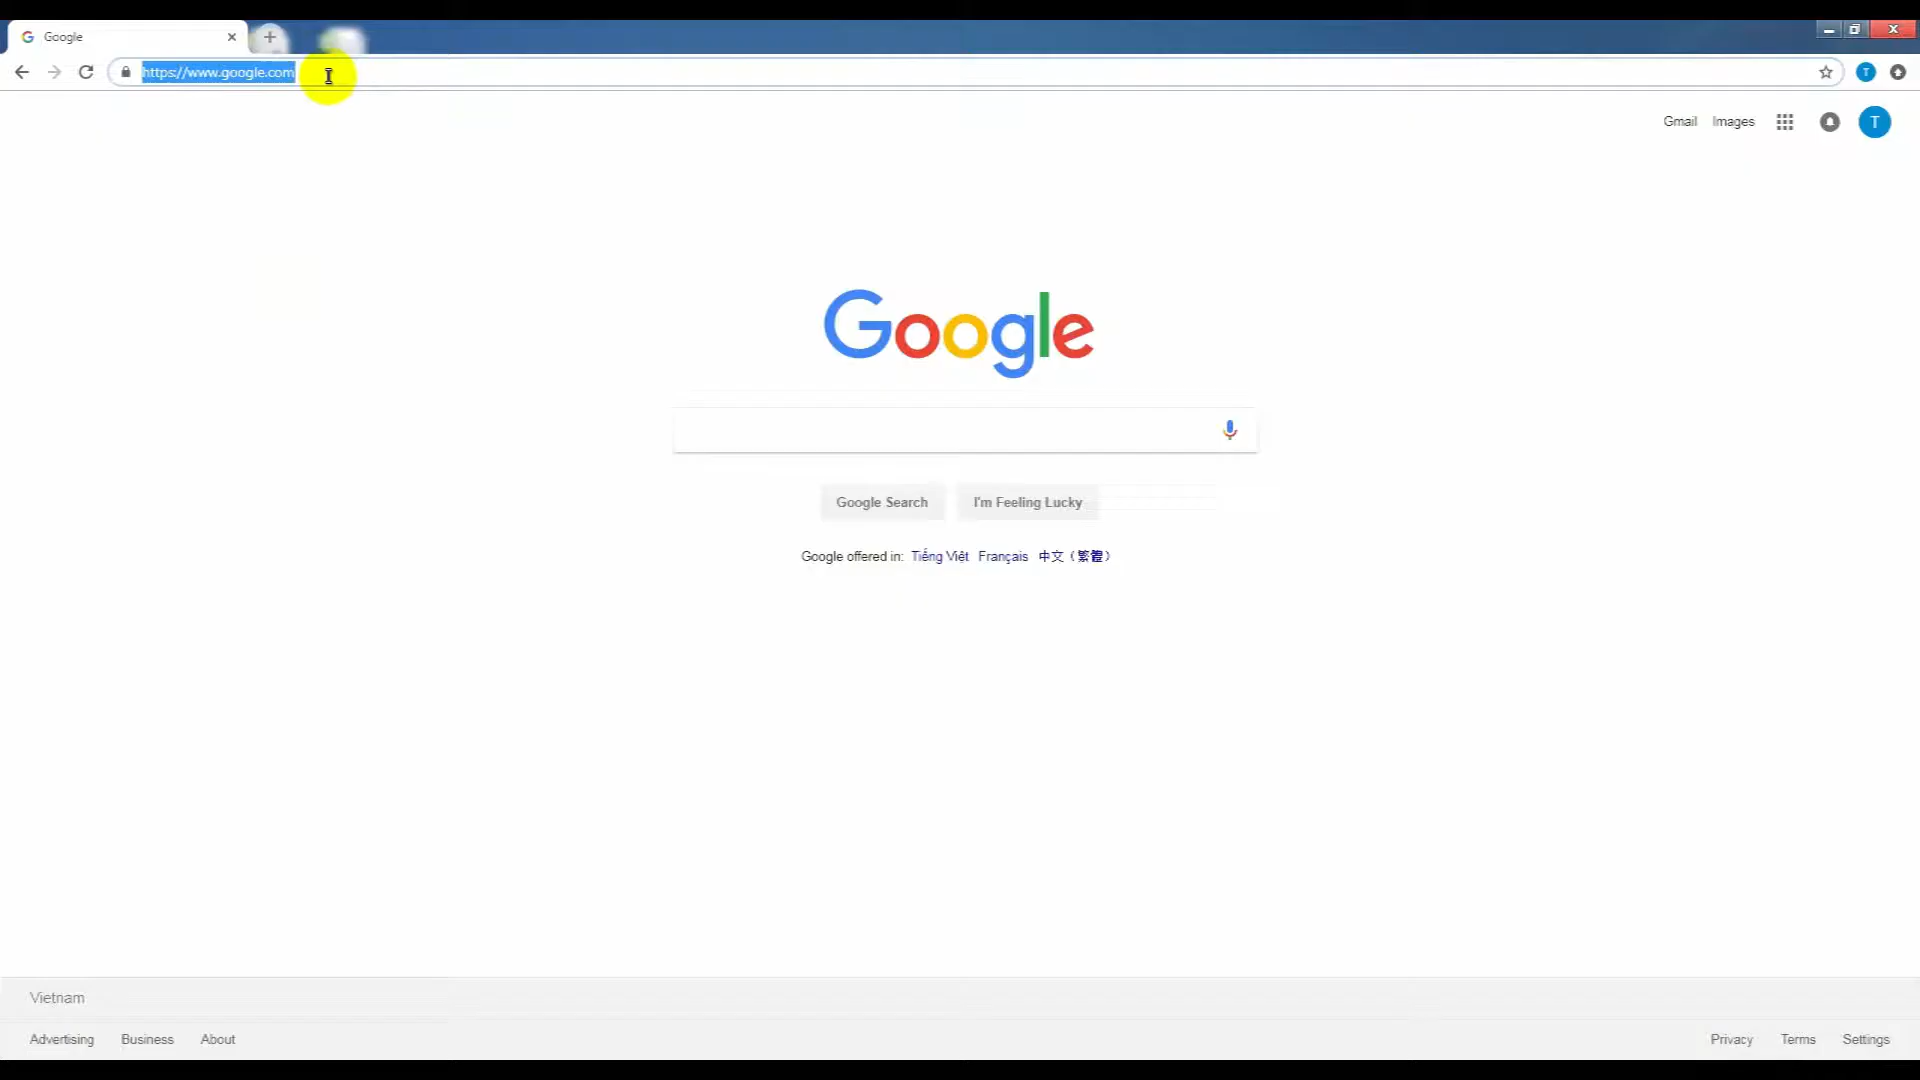 Google
https://www.google.com
T
Gmail Images T
Google
Google Search I'm Feeling Lucky
Google offered in: Tiếng Việt Français 中文（繁體）
Vietnam
Advertising Business About Privacy Terms Settings